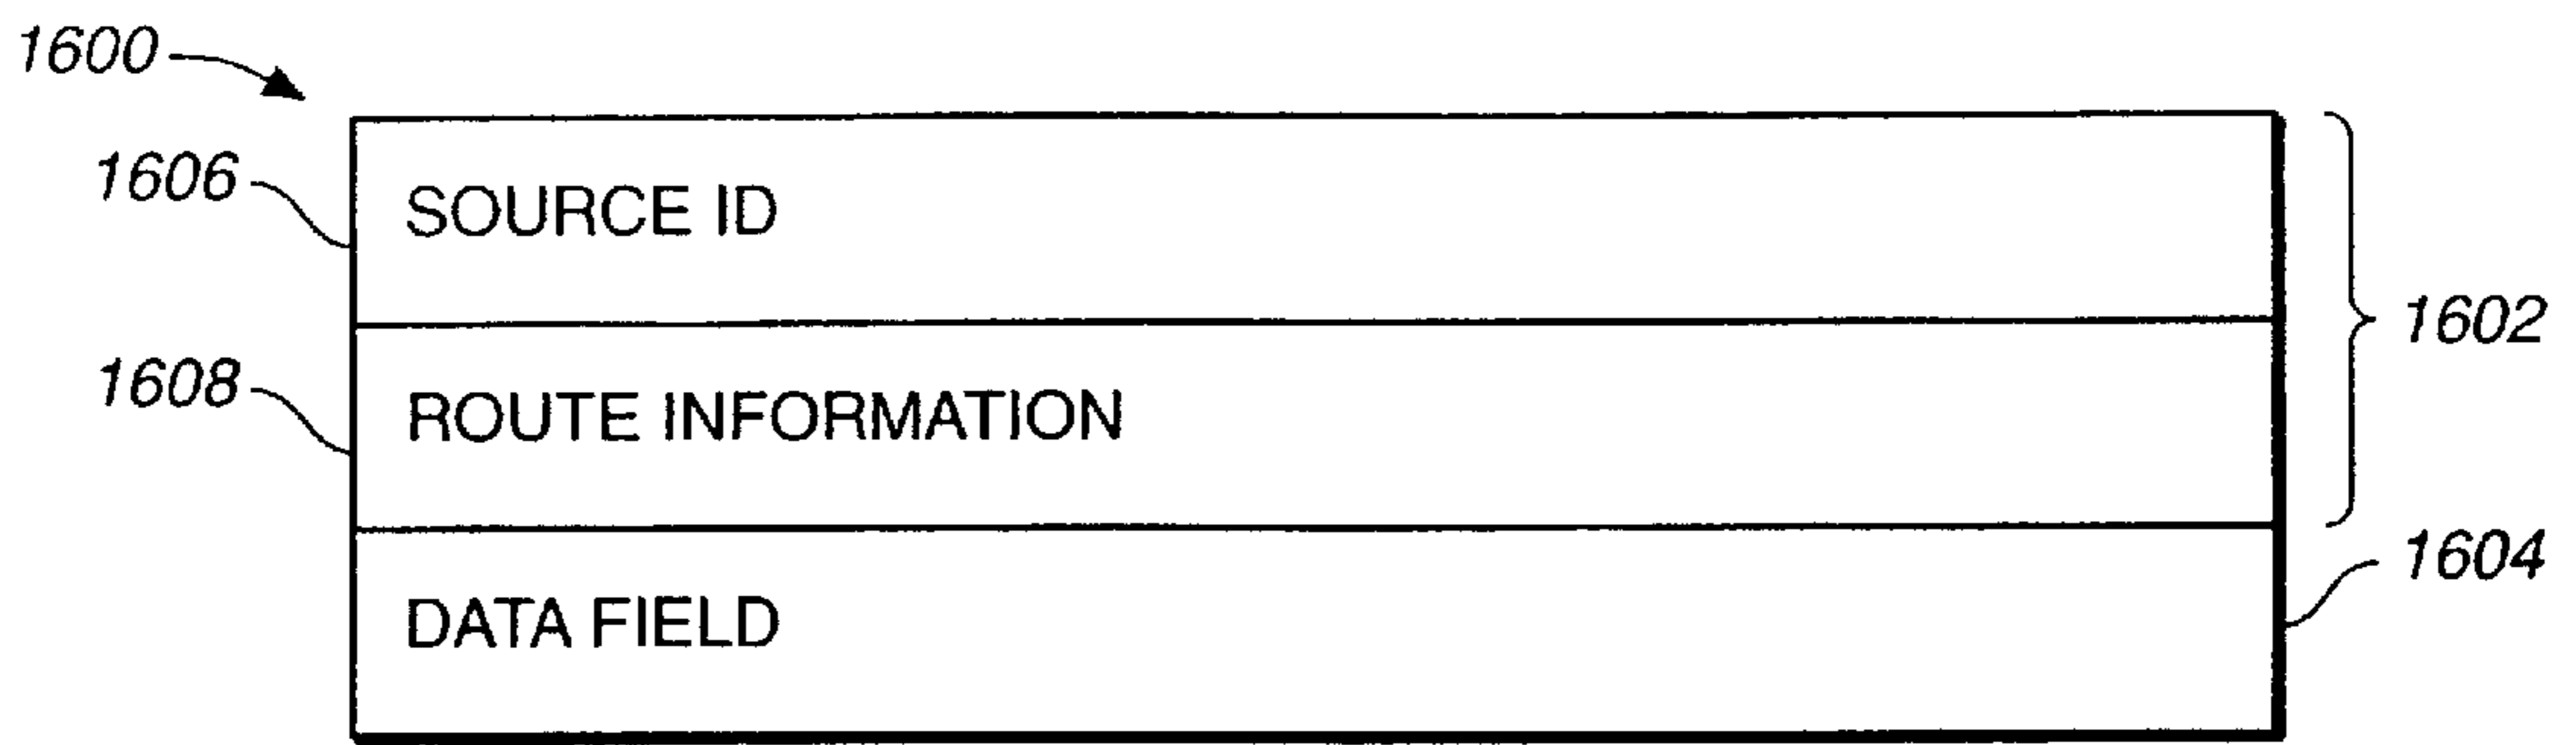 1600
1606
SOURCE ID
1602
1608
ROUTE INFORMATION
1604
DATA FIELD